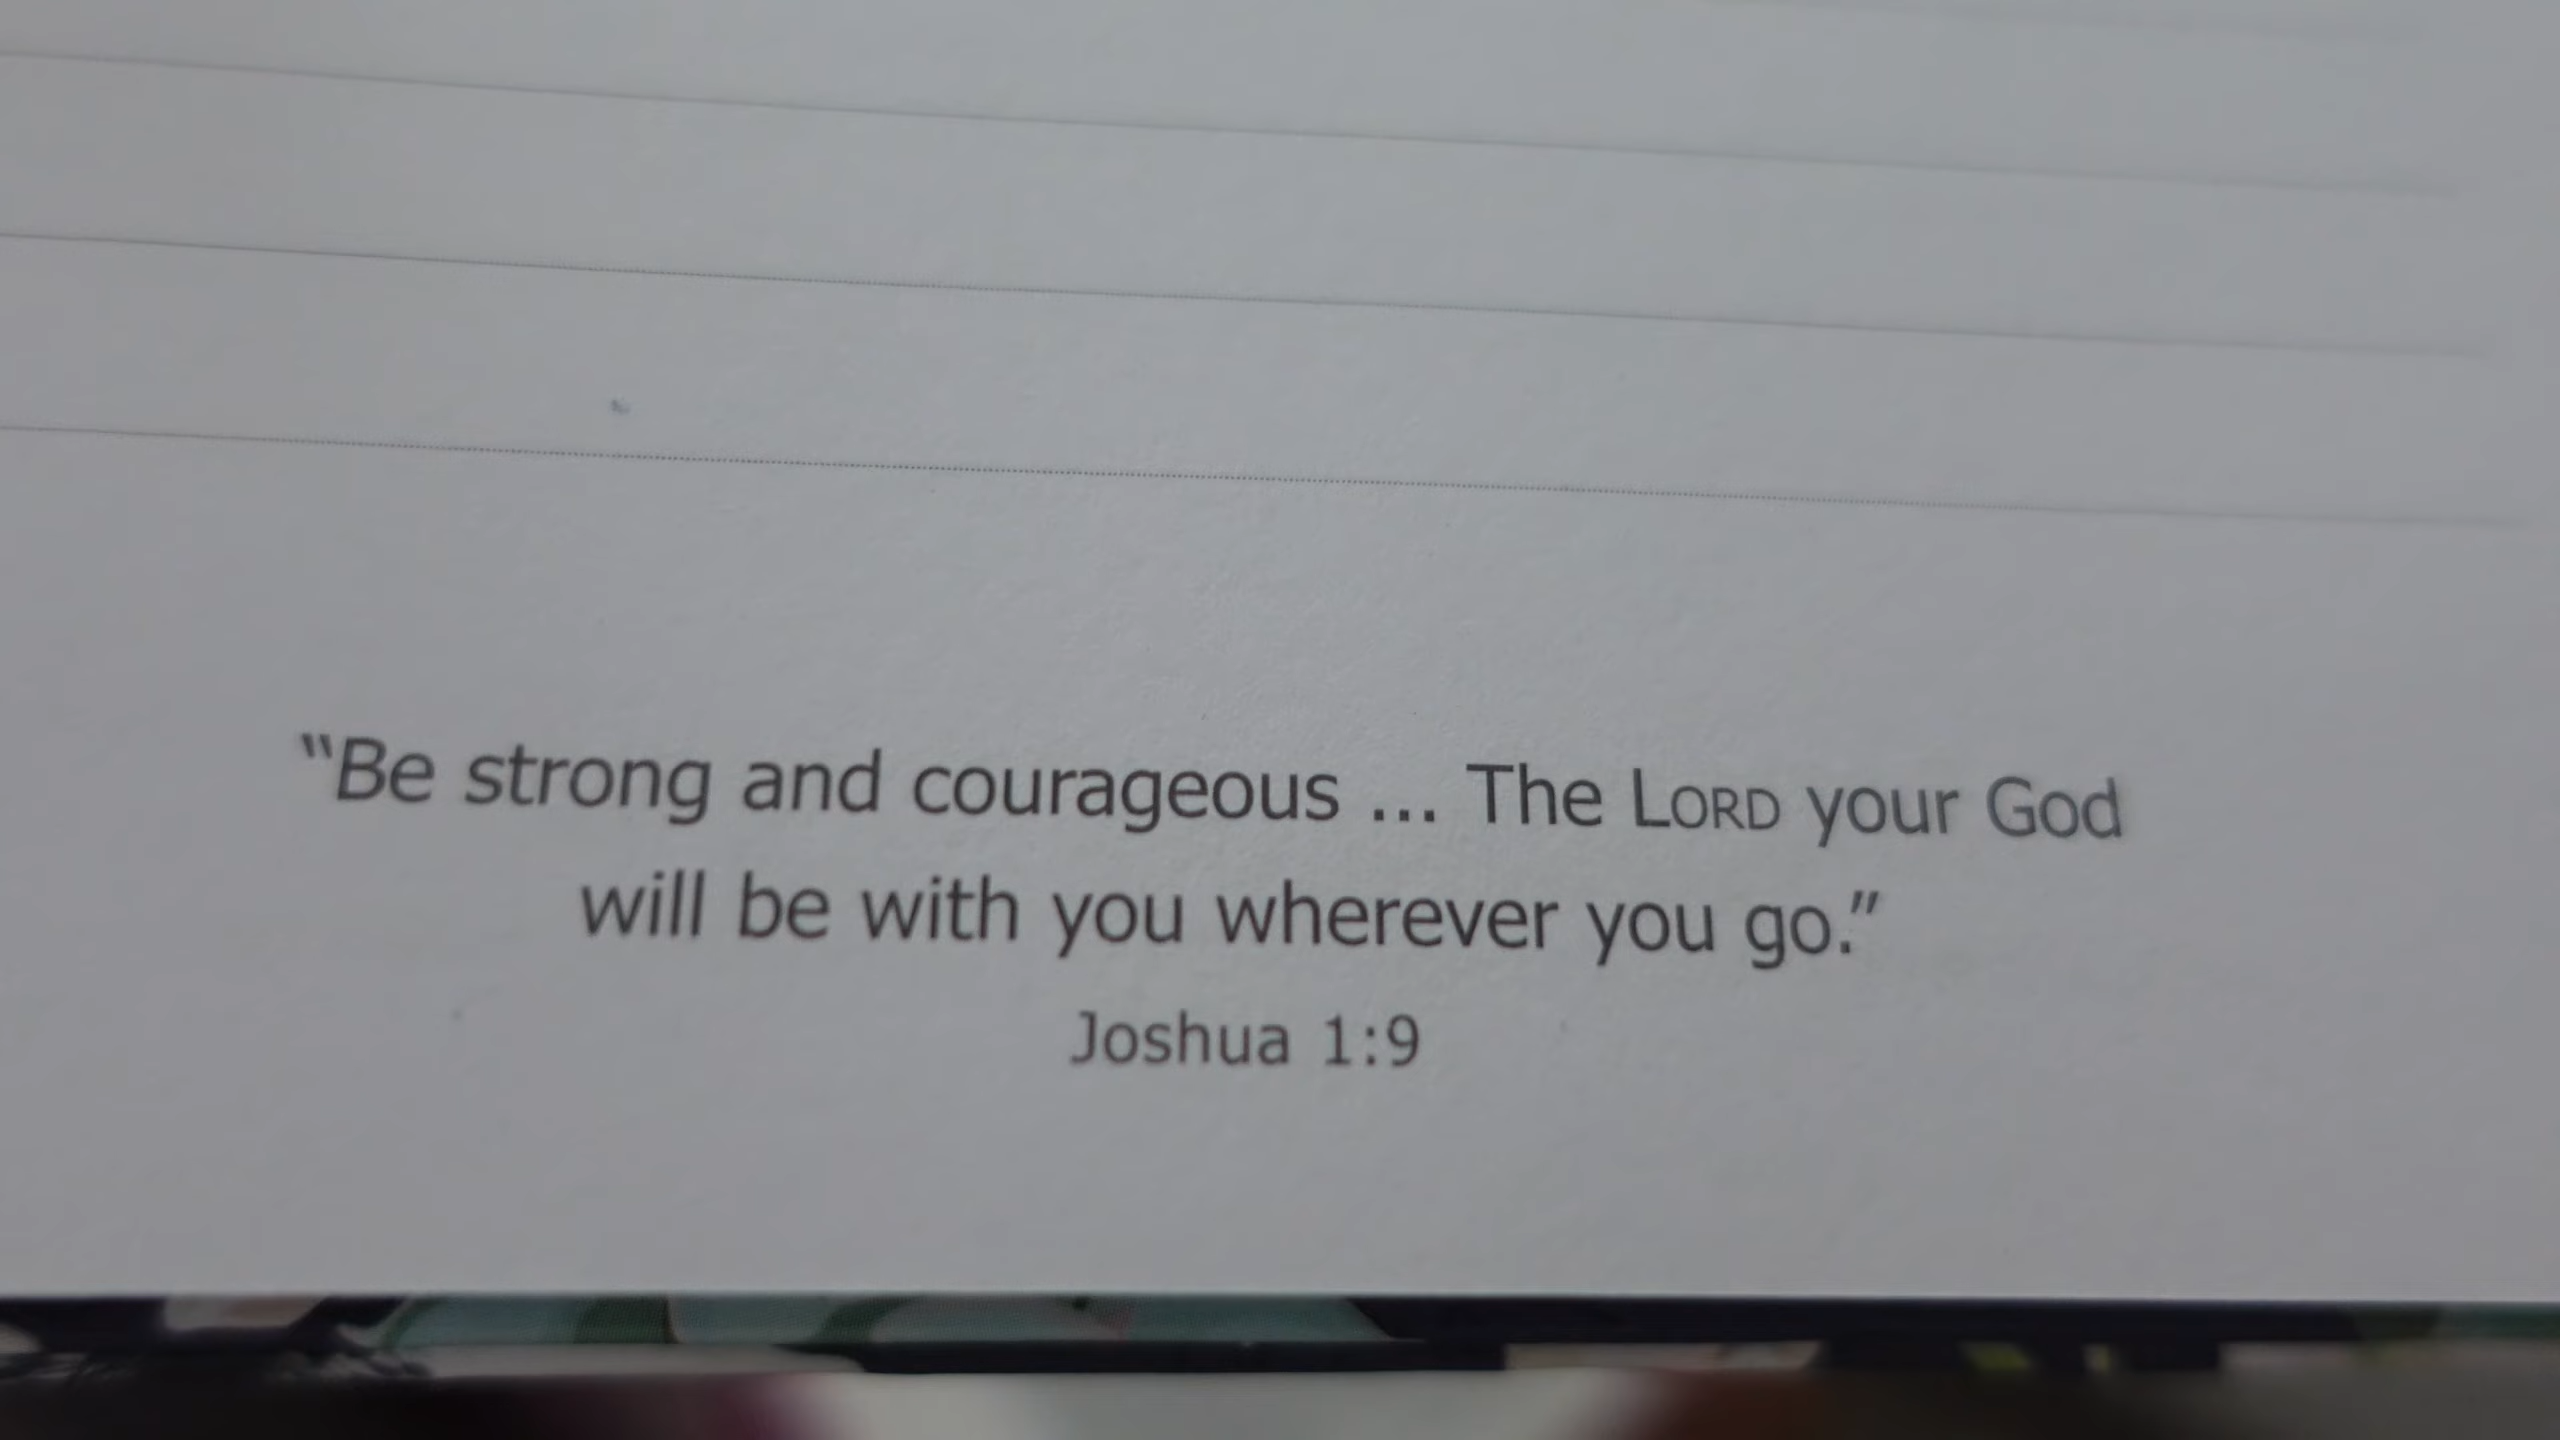 “Be strong and courageous ... The LORD your God
will be with you wherever you go.”
Joshua 1:9